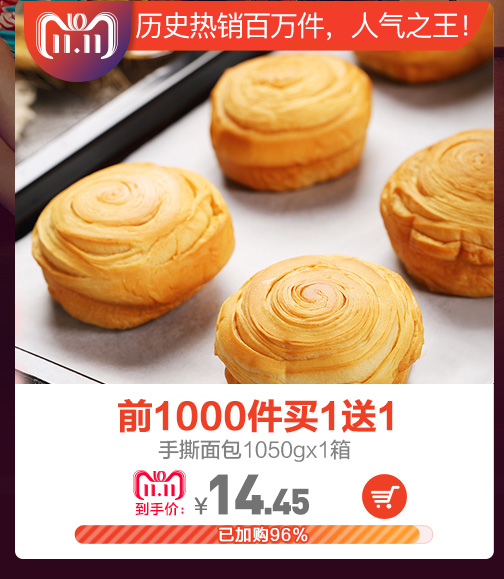 10
11.11
历史热销百万件，人气之王！
前1000件买1送1
手撕面包1050gx1箱
10
11.11
到手价：
¥14.45
已加购96%